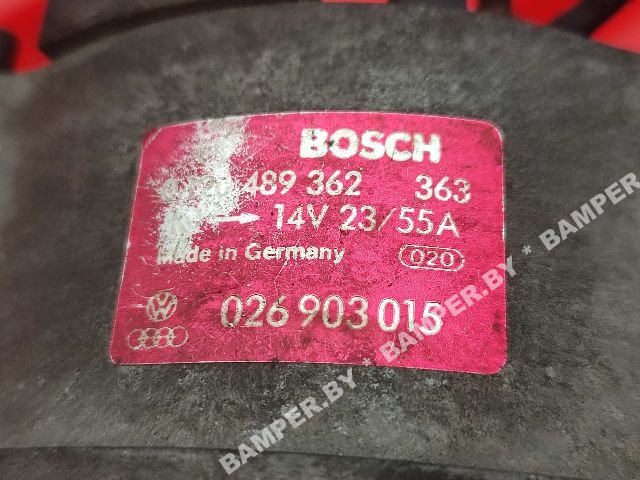 BOSCH
489 362 363
14V 23/55A
Made in Germany 020
026 903 015
BAMPER.BY * BAMPER.BY * BAMPER.BY